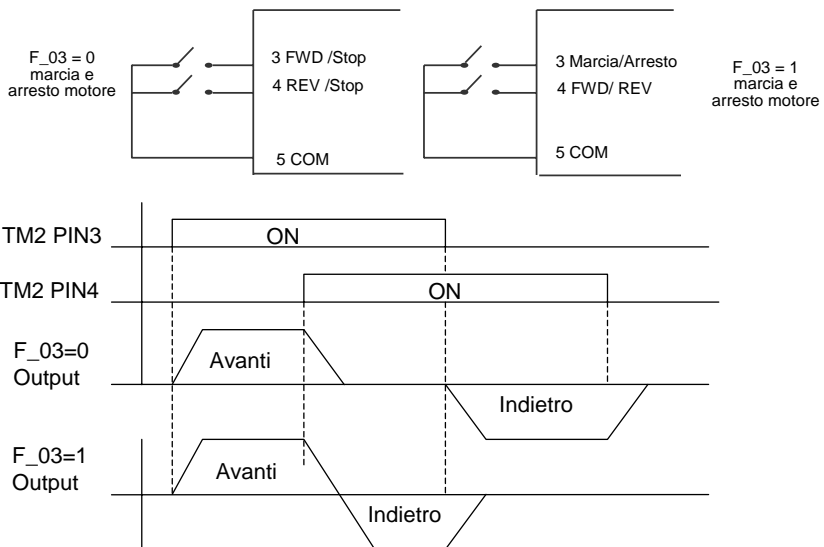 F_03 = 0
marcia e
arresto motore
3 FWD /Stop
4 REV /Stop
5 COM
3 Marcia/Arresto
4 FWD/ REV
5 COM
F_03 = 1
marcia e
arresto motore
TM2 PIN3
ON
TM2 PIN4
ON
F_03=0
Output
Avanti
Indietro
F_03=1
Output
Avanti
Indietro